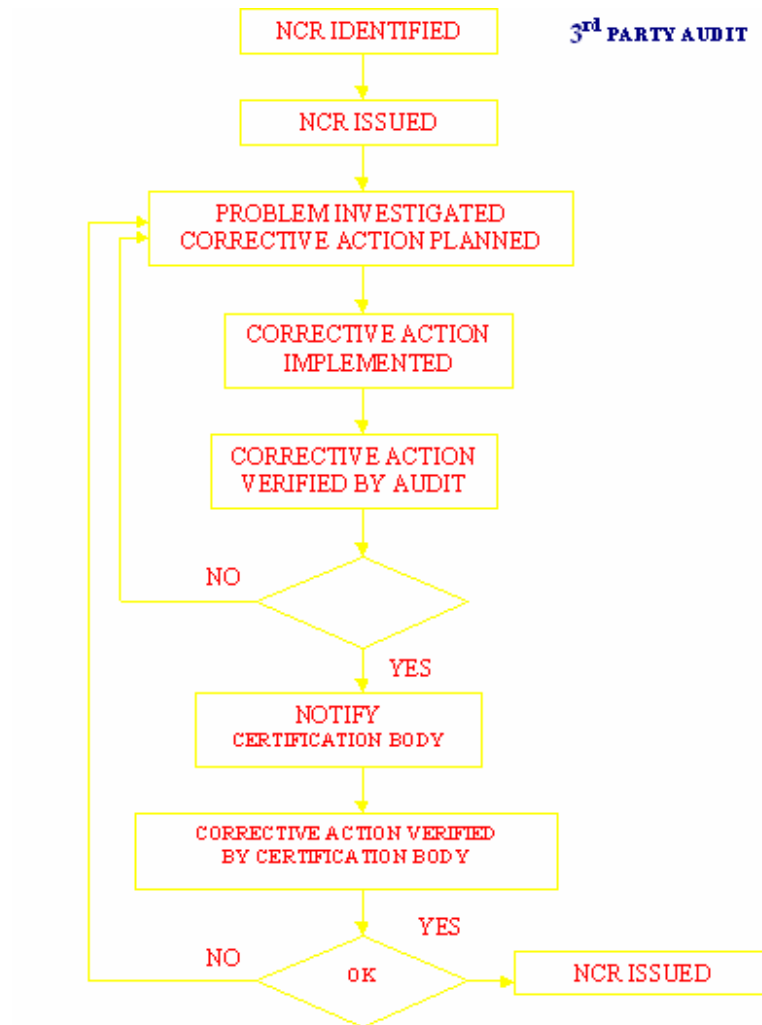 NCR IDENTIFIED
3rd PARTY AUDIT
NCR ISSUED
PROBLEM INVESTIGATED
CORRECTIVE ACTION PLANNED
CORRECTIVE ACTION
IMPLEMENTED
CORRECTIVE ACTION
VERIFIED BY AUDIT
NO
YES
NOTIFY
CERTIFICATION BODY
CORRECTIVE ACTION VERIFIED
BY CERTIFICATION BODY
YES
NO
OK
NCR ISSUED